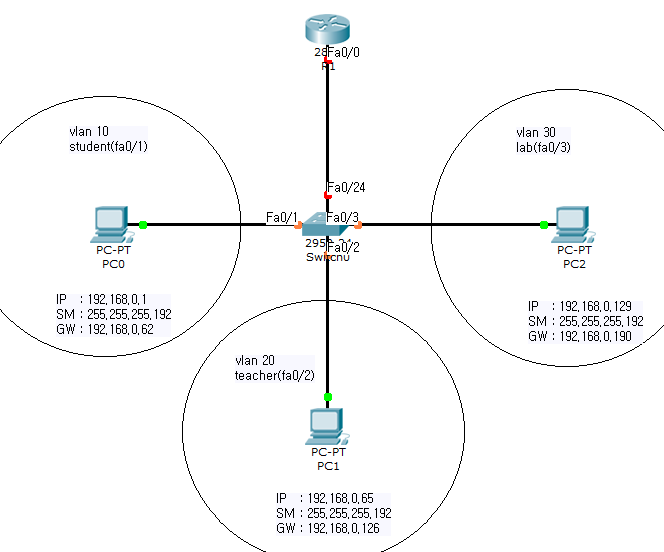 Fa0/0
R1
vlan 10
student(fa0/1)
vlan 30
lab(fa0/3)
Fa0/24
Fa0/1
Fa0/3
Fa0/2
PC-PT
PC0
PC-PT
PC2
IP : 192,168,0,1
SM : 255,255,255,192
GW : 192,168,0,62
IP : 192,168,0,129
SM : 255,255,255,192
GW : 192,168,0,190
vlan 20
teacher(fa0/2)
PC-PT
PC1
IP : 192,168,0,65
SM : 255,255,255,192
GW : 192,168,0,126